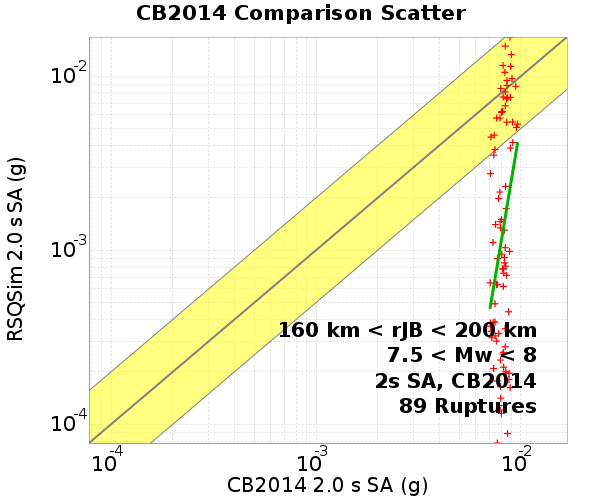 CB2014 Comparison Scatter
RSQSim 2.0 s SA (g)
10-2
10-3
10-4
160 km < rJB < 200 km
7.5 < Mw < 8
2s SA, CB2014
89 Ruptures
10-4 10-3 10-2
CB2014 2.0 s SA (g)